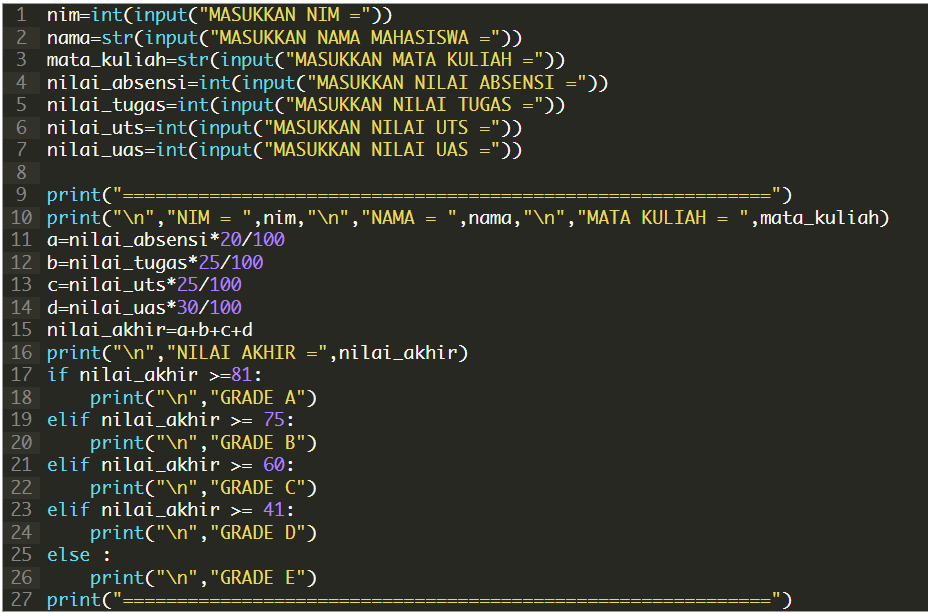 1 nim=int(input("MASUKKAN NIM ="))
2 nama=str(input("MASUKKAN NAMA MAHASISWA ="))
3 mata_kuliah=str(input("MASUKKAN MATA KULIAH ="))
4 nilai_absensi=int(input("MASUKKAN NILAI ABSENSI ="))
5 nilai_tugas=int(input("MASUKKAN NILAI TUGAS ="))
6 nilai_uts=int(input("MASUKKAN NILAI UTS ="))
7 nilai_uas=int(input("MASUKKAN NILAI UAS ="))
8
9 print("============================================================")
10 print("\n","NIM = ",nim,"\n","NAMA = ",nama,"\n","MATA KULIAH = ",mata_kuliah)
11 a=nilai_absensi*20/100
12 b=nilai_tugas*25/100
13 c=nilai_uts*25/100
14 d=nilai_uas*30/100
15 nilai_akhir=a+b+c+d
16 print("\n","NILAI AKHIR =",nilai_akhir)
17 if nilai_akhir >=81:
18     print("\n","GRADE A")
19 elif nilai_akhir >= 75:
20     print("\n","GRADE B")
21 elif nilai_akhir >= 60:
22     print("\n","GRADE C")
23 elif nilai_akhir >= 41:
24     print("\n","GRADE D")
25 else :
26     print("\n","GRADE E")
27 print("============================================================")